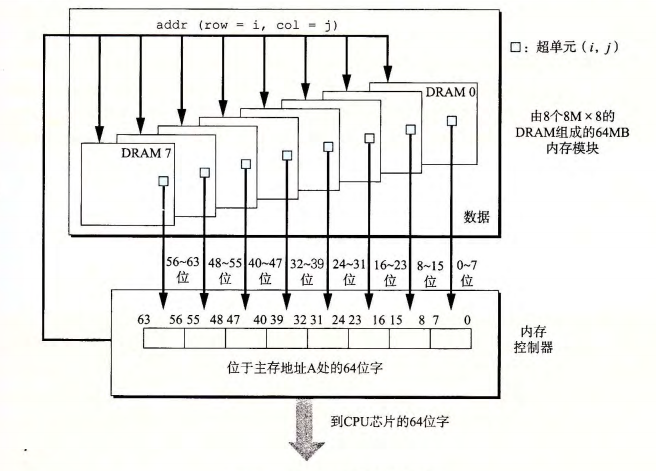 addr (row = i, col = j)
□：超单元(i, j)
DRAM 0
由8个8M×8的
DRAM组成的64MB
内存模块
DRAM 7
数据
56~63
位
48~55
位
40~47
位
32~39
位
24~31
位
16~23
位
8~15
位
0~7
位
63 56 55 48 47 40 39 32 31 24 23 16 15 8 7 0
内存
控制器
位于主存地址A处的64位字
到CPU芯片的64位字